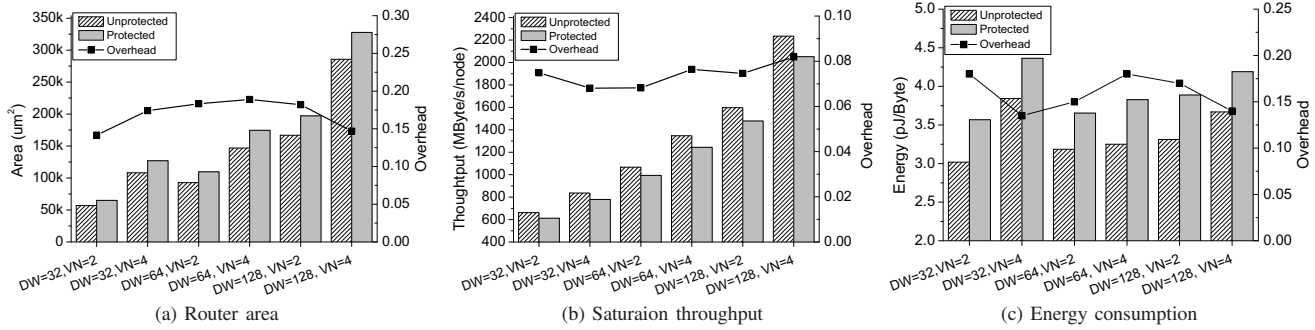 350k
300k
250k
200k
150k
100k
50k
0
Area (um²)
Unprotected
Protected
Overhead
0.30
0.25
0.20
0.15
0.10
0.05
0.00
Overhead
DW=32,VN=2
DW=32,VN=4
DW=64,VN=2
DW=64, VN=4
DW=128, VN=2
DW=128, VN=4
(a) Router area
2400
2200
2000
1800
1600
1400
1200
1000
800
600
400
Thoughtput (MByte/s/node)
Unprotected
Protected
Overhead
0.10
0.08
0.06
0.04
0.02
0.00
Overhead
DW=32,VN=2
DW=32, VN=4
DW=64, VN=2
DW=64, VN=4
DW=128, VN=2
DW=128, VN=4
(b) Saturaion throughput
5.0
4.5
4.0
3.5
3.0
2.5
2.0
Energy (pJ/Byte)
Unprotected
Protected
Overhead
0.25
0.20
0.15
0.10
0.05
0.00
Overhead
DW=32,VN=2
DW=32,VN=4
DW=64,VN=2
DW=64, VN=4
DW=128, VN=2
DW=128, VN=4
(c) Energy consumption